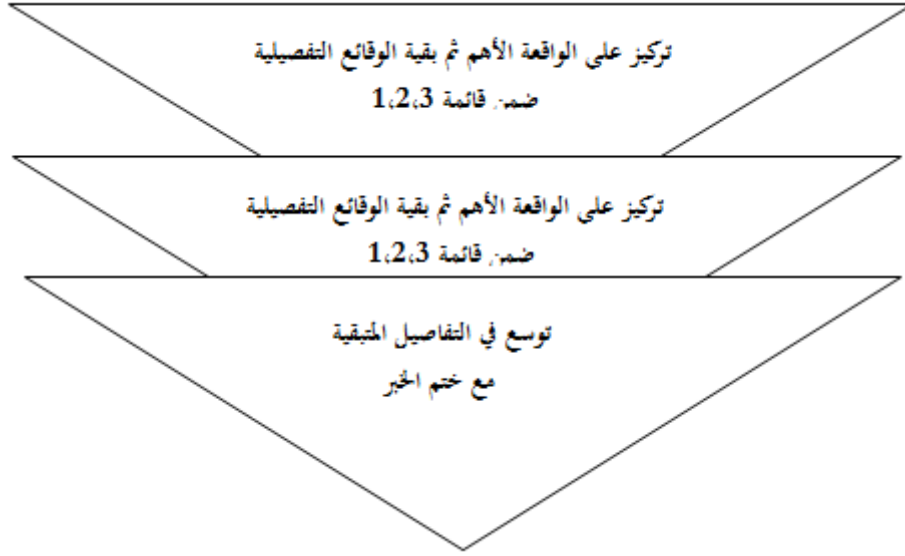 تركيز على الواقعة الأهم ثم بقية الوقائع التفصيلية
ضمن قائمة 1،2،3
تركيز على الواقعة الأهم ثم بقية الوقائع التفصيلية
ضمن قائمة 1،2،3
توسع في التفاصيل المتبقية
مع ختم الخبر